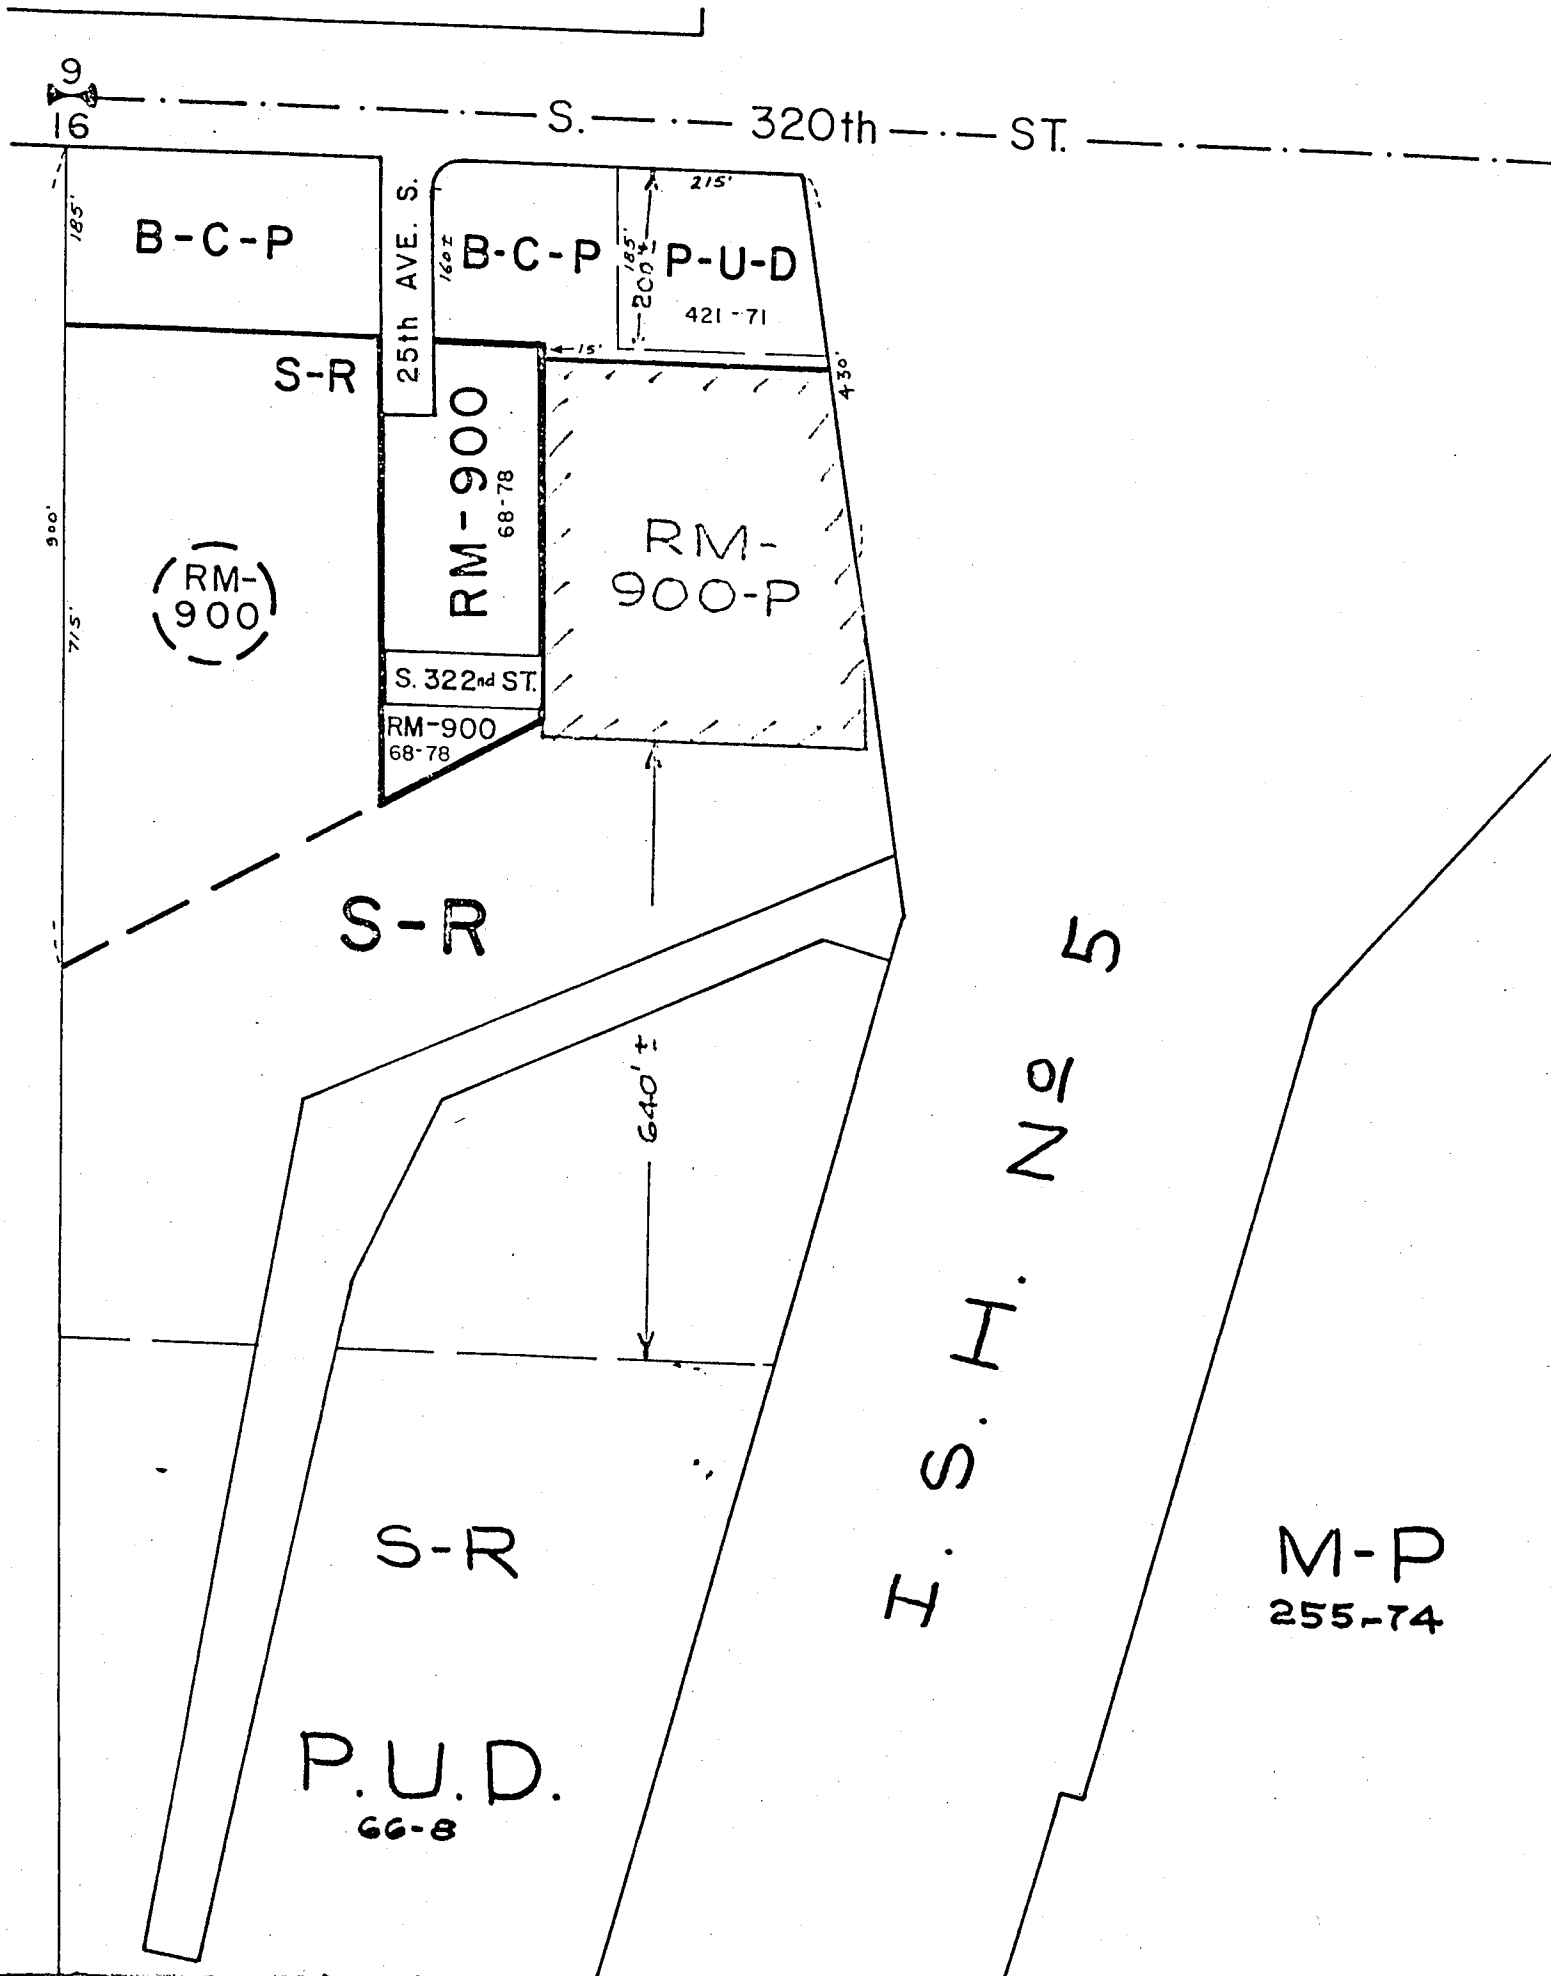 9
16
S. 320th ST.
185'
B-C-P
25th AVE. S.
160±
B-C-P
185'
200'±
215'
P-U-D
421-71
S-R
15'
430'
RM-900
68-78
900'
715'
RM-
900
RM-
900-P
S. 322nd ST.
RM-900
68-78
S-R
640'±
H. S. H. Nº 5
S-R
M-P
255-74
P.U.D.
66-8